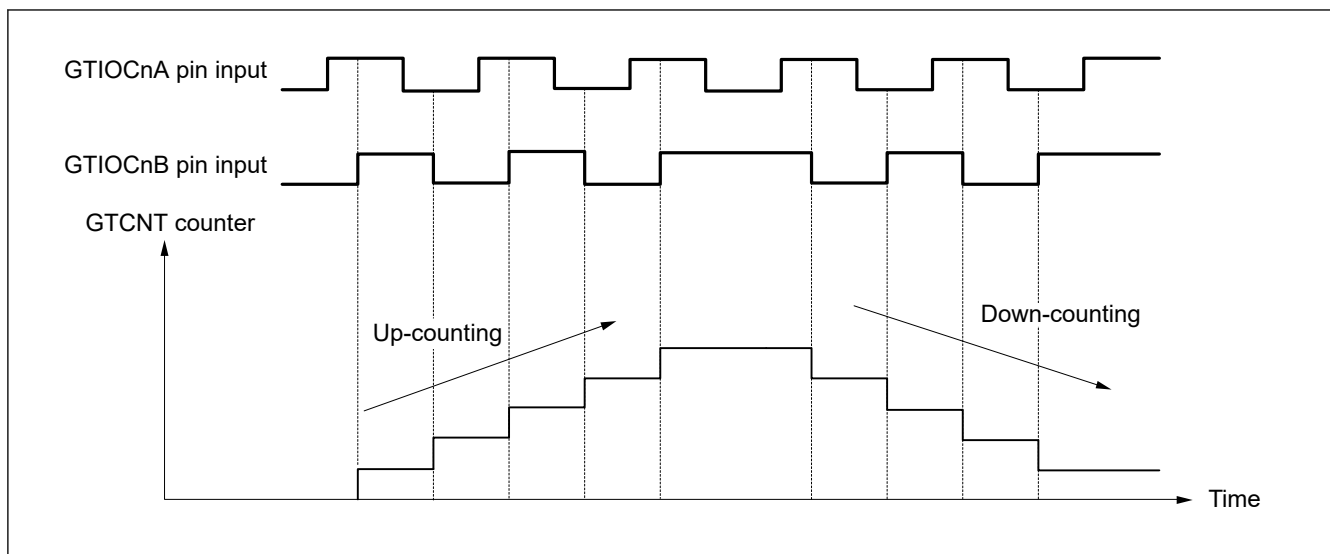 GTIOCnA pin input
GTIOCnB pin input
GTCNT counter
Up-counting
Down-counting
Time